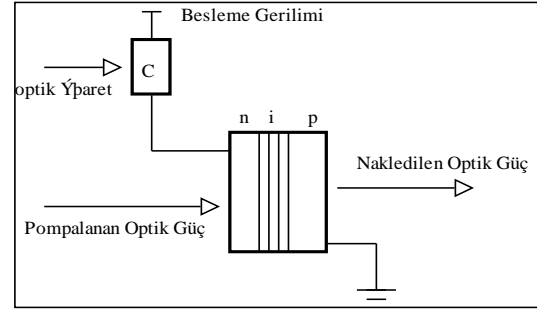 Besleme Gerilimi
C
optik Ýþaret
n i p
Nakledilen Optik Güç
Pompalanan Optik Güç